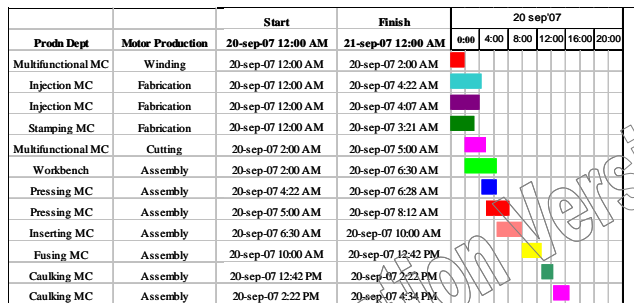 Start Finish 20 sep'07
Prodn Dept Motor Production 20-sep-07 12:00 AM 21-sep-07 12:00 AM 0:00 4:00 8:00 12:00 16:00 20:00
Multifunctional MC Winding 20-sep-07 12:00 AM 20-sep-07 2:00 AM
Injection MC Fabrication 20-sep-07 12:00 AM 20-sep-07 4:22 AM
Injection MC Fabrication 20-sep-07 12:00 AM 20-sep-07 4:07 AM
Stamping MC Fabrication 20-sep-07 12:00 AM 20-sep-07 3:21 AM
Multifunctional MC Cutting 20-sep-07 2:00 AM 20-sep-07 5:00 AM
Workbench Assembly 20-sep-07 2:00 AM 20-sep-07 6:30 AM
Pressing MC Assembly 20-sep-07 4:22 AM 20-sep-07 6:28 AM
Pressing MC Assembly 20-sep-07 5:00 AM 20-sep-07 8:12 AM
Inserting MC Assembly 20-sep-07 6:30 AM 20-sep-07 10:00 AM
Fusing MC Assembly 20-sep-07 10:00 AM 20-sep-07 12:42 PM
Caulking MC Assembly 20-sep-07 12:42 PM 20-sep-07 2:22 PM
Caulking MC Assembly 20-sep-07 2:22 PM 20-sep-07 4:34 PM